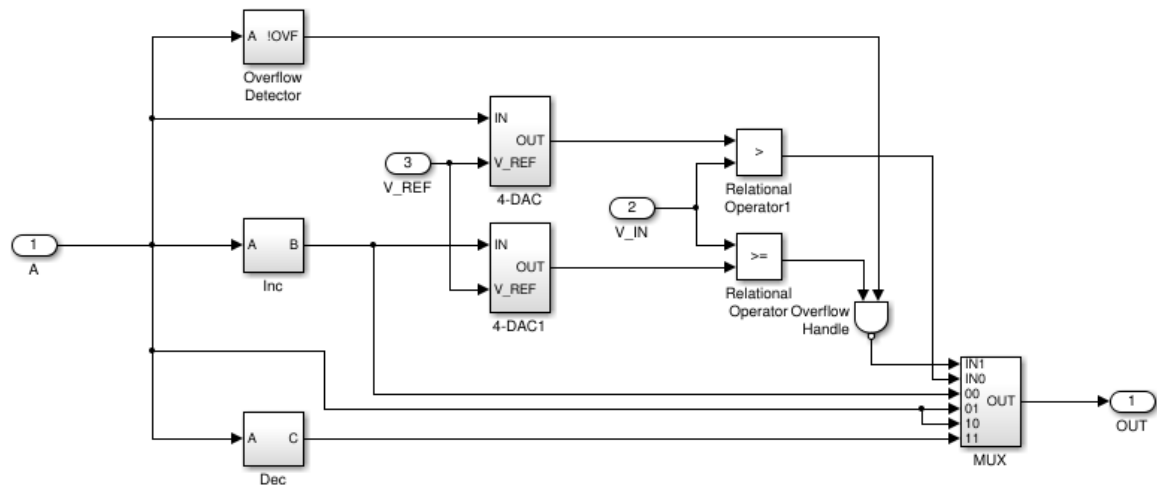 A !OVF
Overflow
Detector
IN
OUT
V_REF
4-DAC
3
V_REF
>
Relational
Operator1
2
V_IN
1
A
A B
Inc
IN
OUT
V_REF
4-DAC1
>=
Relational
Operator
Overflow
Handle
IN1
IN0
00
01
10
11
OUT
MUX
1
OUT
A C
Dec